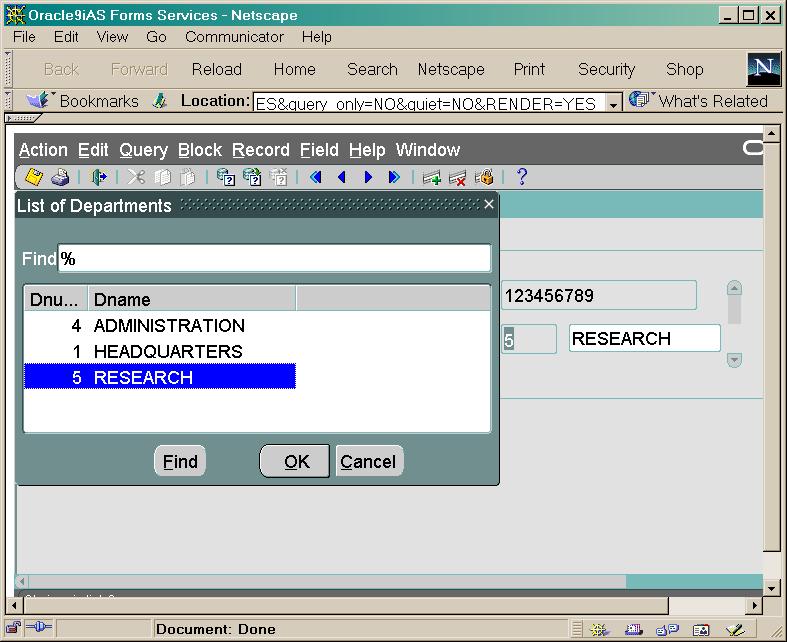 Oracle9iAS Forms Services - Netscape
File Edit View Go Communicator Help
Back Forward Reload Home Search Netscape Print Security Shop N
Bookmarks Location: ES&query_only=NO&quiet=NO&RENDER=YES What's Related
Action Edit Query Block Record Field Help Window
List of Departments
Find %
Dnu... Dname
123456789
4 ADMINISTRATION
5 RESEARCH
1 HEADQUARTERS
5 RESEARCH
Find OK Cancel
Document: Done